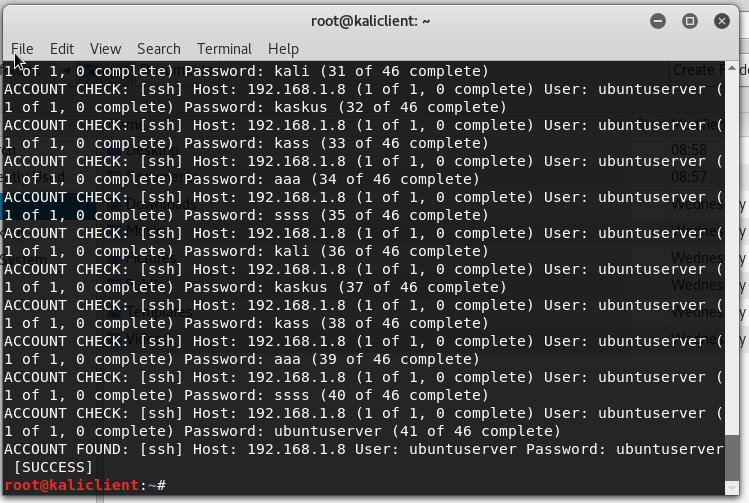 root@kaliclient: ~
File Edit View Search Terminal Help
1 of 1, 0 complete) Password: kali (31 of 46 complete)
ACCOUNT CHECK: [ssh] Host: 192.168.1.8 (1 of 1, 0 complete) User: ubuntuserver (
1 of 1, 0 complete) Password: kaskus (32 of 46 complete)
ACCOUNT CHECK: [ssh] Host: 192.168.1.8 (1 of 1, 0 complete) User: ubuntuserver (
1 of 1, 0 complete) Password: kass (33 of 46 complete)
ACCOUNT CHECK: [ssh] Host: 192.168.1.8 (1 of 1, 0 complete) User: ubuntuserver (
1 of 1, 0 complete) Password: aaa (34 of 46 complete)
ACCOUNT CHECK: [ssh] Host: 192.168.1.8 (1 of 1, 0 complete) User: ubuntuserver (
1 of 1, 0 complete) Password: ssss (35 of 46 complete)
ACCOUNT CHECK: [ssh] Host: 192.168.1.8 (1 of 1, 0 complete) User: ubuntuserver (
1 of 1, 0 complete) Password: kali (36 of 46 complete)
ACCOUNT CHECK: [ssh] Host: 192.168.1.8 (1 of 1, 0 complete) User: ubuntuserver (
1 of 1, 0 complete) Password: kaskus (37 of 46 complete)
ACCOUNT CHECK: [ssh] Host: 192.168.1.8 (1 of 1, 0 complete) User: ubuntuserver (
1 of 1, 0 complete) Password: kass (38 of 46 complete)
ACCOUNT CHECK: [ssh] Host: 192.168.1.8 (1 of 1, 0 complete) User: ubuntuserver (
1 of 1, 0 complete) Password: aaa (39 of 46 complete)
ACCOUNT CHECK: [ssh] Host: 192.168.1.8 (1 of 1, 0 complete) User: ubuntuserver (
1 of 1, 0 complete) Password: ssss (40 of 46 complete)
ACCOUNT CHECK: [ssh] Host: 192.168.1.8 (1 of 1, 0 complete) User: ubuntuserver (
1 of 1, 0 complete) Password: ubuntuserver (41 of 46 complete)
ACCOUNT FOUND: [ssh] Host: 192.168.1.8 User: ubuntuserver Password: ubuntuserver
[SUCCESS]
root@kaliclient:~#